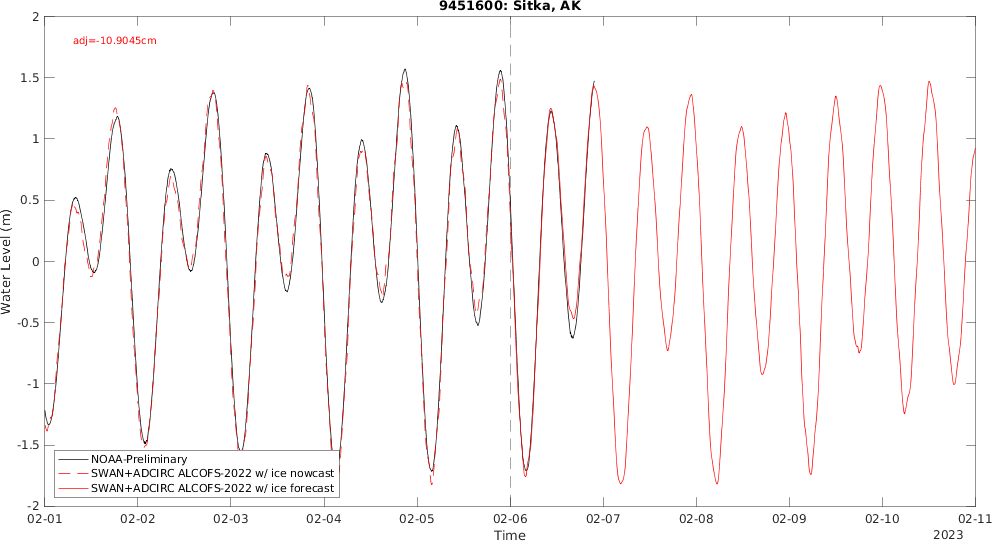 9451600: Sitka, AK
adj=-10.9045cm
2
1.5
1
0.5
0
-0.5
-1
-1.5
-2
Water Level (m)
NOAA-Preliminary
SWAN+ADCIRC ALCOFS-2022 w/ ice nowcast
SWAN+ADCIRC ALCOFS-2022 w/ ice forecast
02-01 02-02 02-03 02-04 02-05 02-06 02-07 02-08 02-09 02-10 02-11
Time
2023